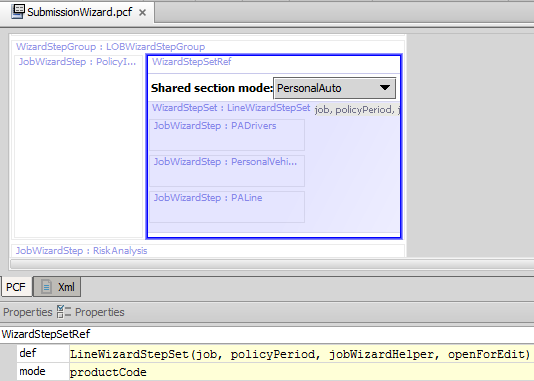 SubmissionWizard.pcf
WizardStepGroup : LOBWizardStepGroup
JobWizardStep : PolicyI...
WizardStepSetRef
Shared section mode: PersonalAuto
WizardStepSet : LineWizardStepSet job, policyPeriod, j
JobWizardStep : PADrivers
JobWizardStep : PersonalVehi...
JobWizardStep : PALine
JobWizardStep : RiskAnalysis
PCF Xml
Properties Properties
WizardStepSetRef
def LineWizardStepSet(job, policyPeriod, jobWizardHelper, openForEdit)
mode productCode